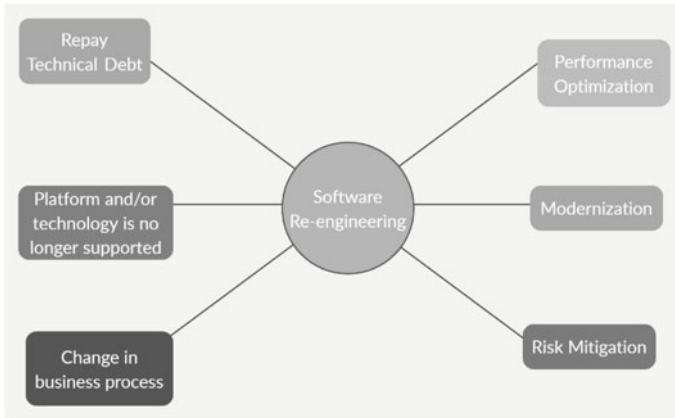 Repay
Technical Debt
Performance
Optimization
Platform and/or
technology is no
longer supported
Software
Re-engineering
Modernization
Change in
business process
Risk Mitigation